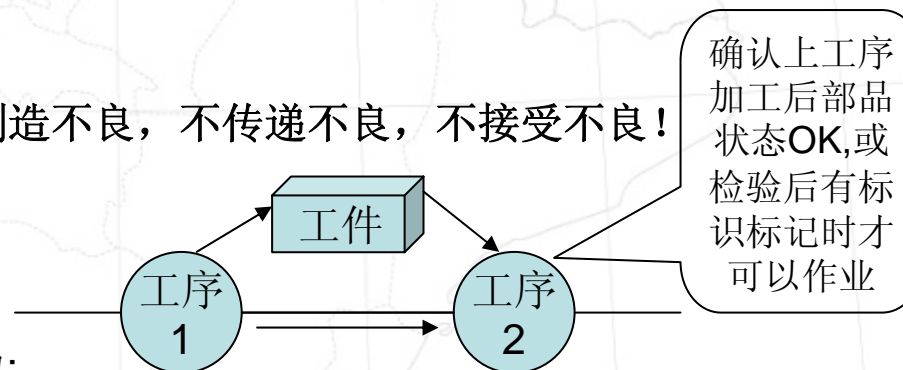 造不良，不传递不良，不接受不良！
确认上工序
加工后部品
状态OK,或
检验后有标
识标记时才
可以作业
工件
工序
1
工序
2